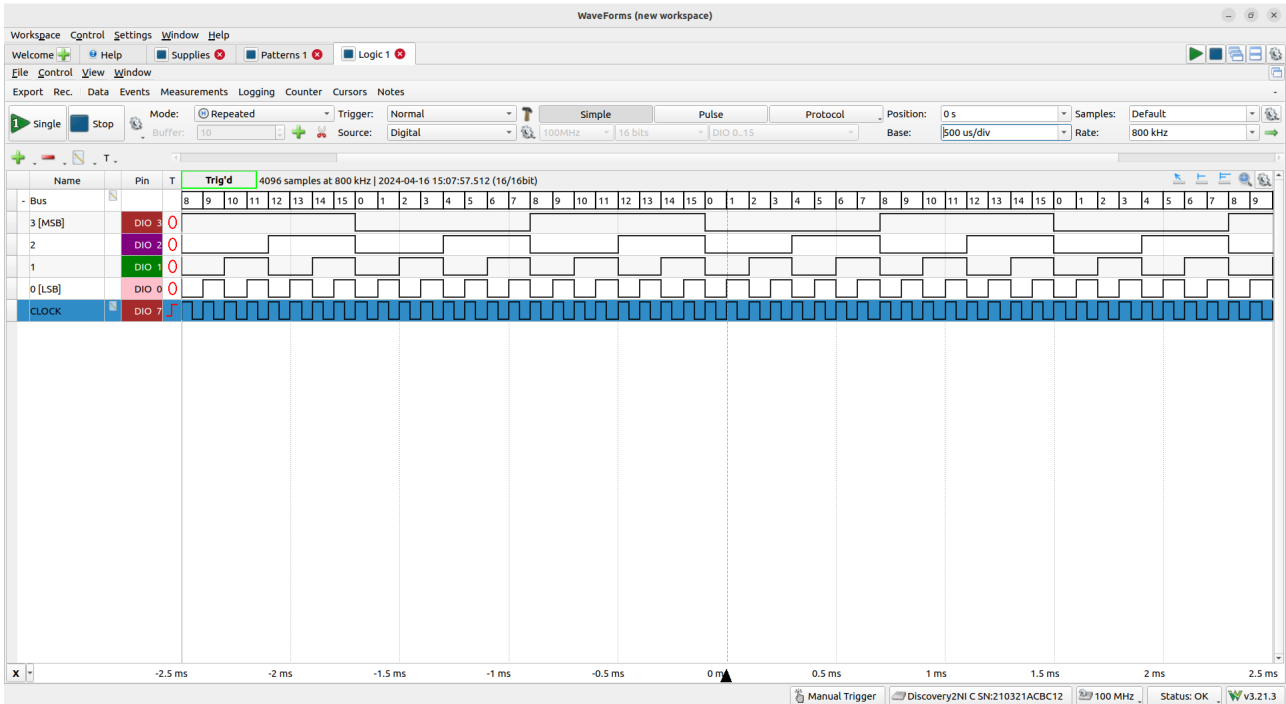 WaveForms (new workspace)
Workspace Control Settings Window Help
Welcome Help Supplies Patterns 1 Logic 1
File Control View Window
Export Rec. Data Events Measurements Logging Counter Cursors Notes
1 Single Stop Mode: Repeated Trigger: Normal Simple Pulse Protocol Position: 0 s Samples: Default
Buffer: 10 Source: Digital 100MHz 16 bits DIO 0..15 Base: 500 us/div Rate: 800 kHz
T
Name Pin T Trig'd 4096 samples at 800 kHz | 2024-04-16 15:07:57.512 (16/16bit)
- Bus 8 9 10 11 12 13 14 15 0 1 2 3 4 5 6 7 8 9 10 11 12 13 14 15 0 1 2 3 4 5 6 7 8 9 10 11 12 13 14 15 0 1 2 3 4 5 6 7 8 9
3 [MSB] DIO 3
2 DIO 2
1 DIO 1
0 [LSB] DIO 0
CLOCK DIO 7
X -2.5 ms -2 ms -1.5 ms -1 ms -0.5 ms 0 ms 0.5 ms 1 ms 1.5 ms 2 ms 2.5 ms
Manual Trigger Discovery2NI C SN:210321ACBC12 100 MHz Status: OK v3.21.3